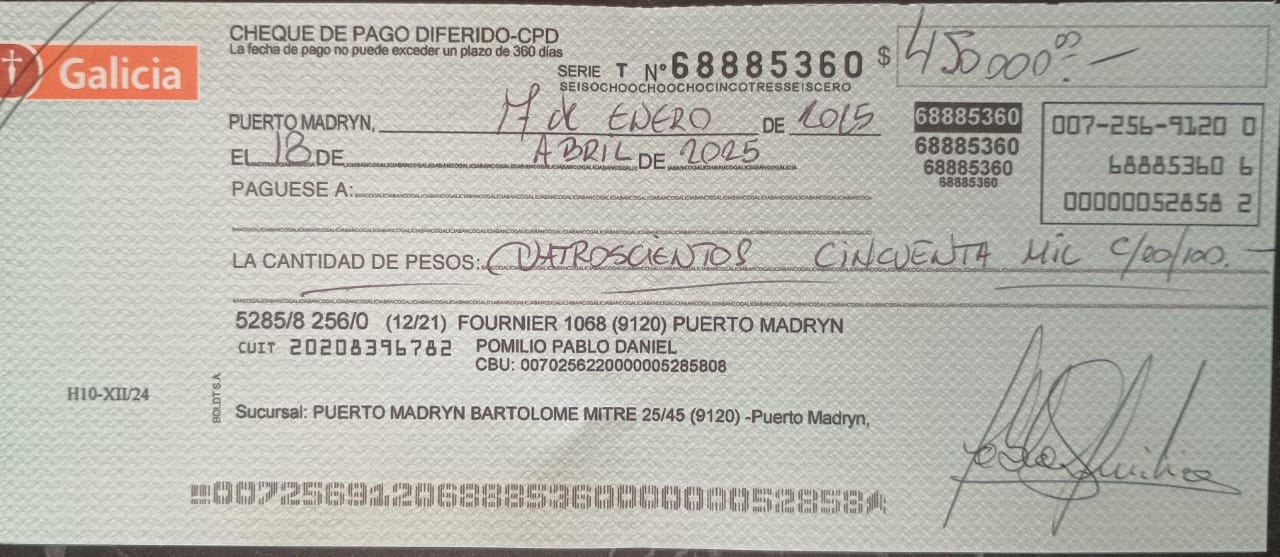 CHEQUE DE PAGO DIFERIDO-CPD
La fecha de pago no puede exceder un plazo de 360 días
Galicia
SERIE T Nº 68885360 $ 450000.00.—
SEISOCHOOCHOOCHOCINCOTRESSEISCERO
PUERTO MADRYN, 17 de ENERO DE 2025
EL 18 DE ABRIL DE 2025
68885360
68885360
68885360
68885360
007-256-9120 0
68885360 6
00000052858 2
PAGUESE A:
LA CANTIDAD DE PESOS: CUATROSCIENTOS CINCUENTA MIL C/00/100.—
5285/8 256/0 (12/21) FOURNIER 1068 (9120) PUERTO MADRYN
CUIT 20208396782 POMILIO PABLO DANIEL
CBU: 0070256220000005285808
H10-XII/24
BOLDT S.A.
Sucursal: PUERTO MADRYN BARTOLOME MITRE 25/45 (9120) -Puerto Madryn,
00725691206888536000000052858